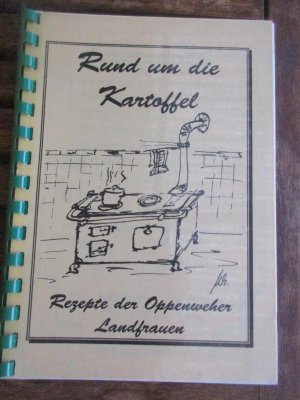 Rund um die
Kartoffel
Rezepte der Oppenweher
Landfrauen